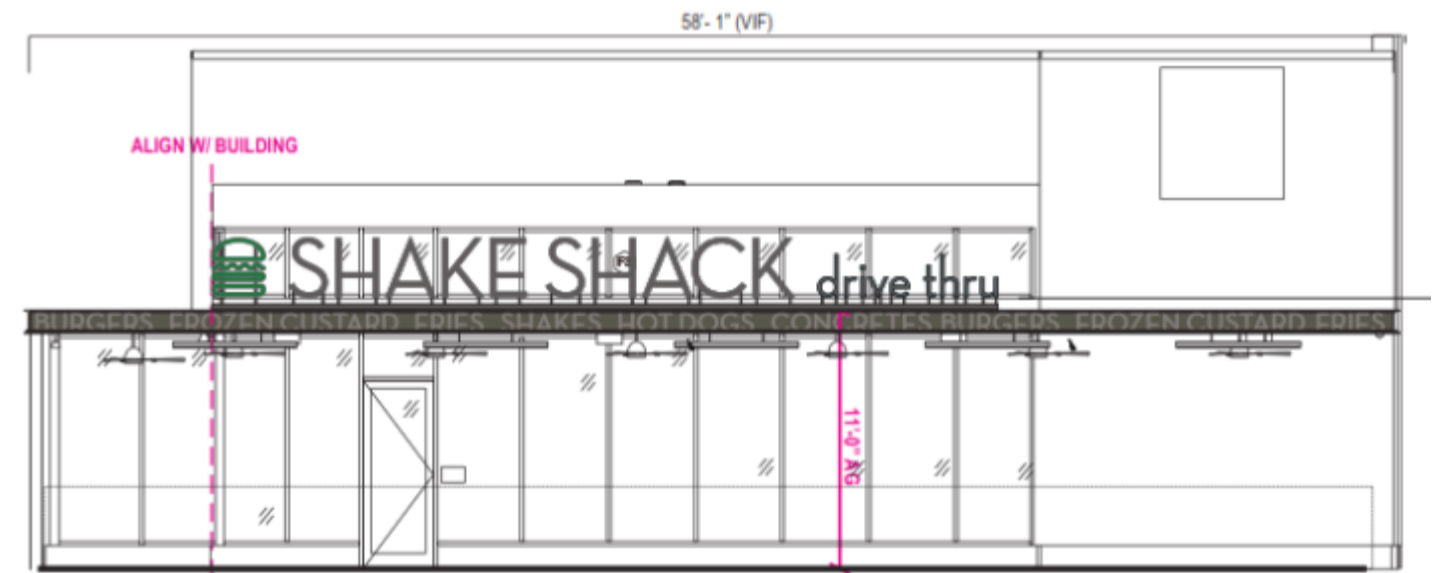 58'- 1" (VIF)
ALIGN W/ BUILDING
SHAKE SHACK drive thru
BURGERS FROZEN CUSTARD FRIES SHAKES HOT DOGS CONCRETES BURGERS FROZEN CUSTARD FRIES
11'-0" AG